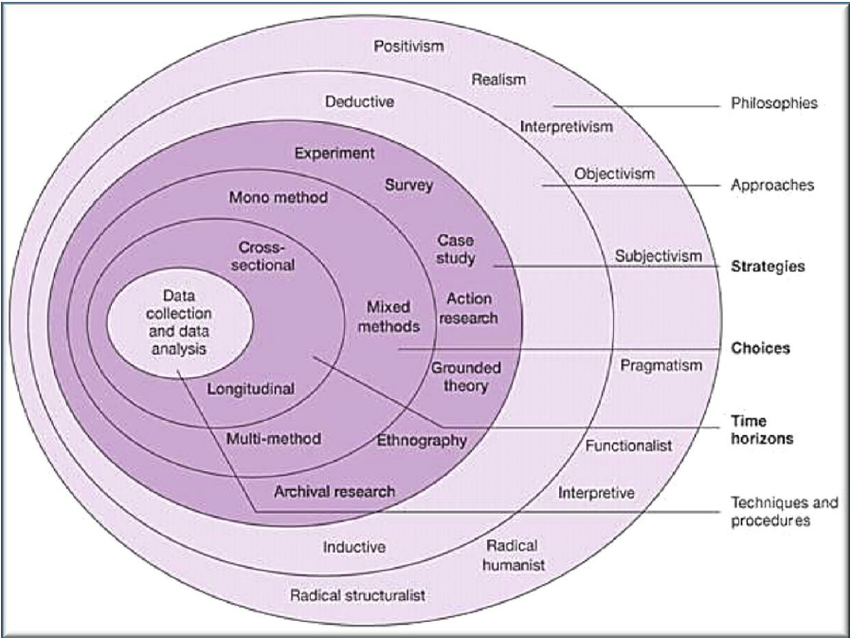 Positivism
Realism
Philosophies
Deductive
Interpretivism
Experiment
Objectivism
Survey
Approaches
Mono method
Cross-
sectional
Case
study
Subjectivism
Strategies
Data
collection
and data
analysis
Mixed
methods
Action
research
Choices
Grounded
theory
Pragmatism
Longitudinal
Time
horizons
Multi-method
Ethnography
Functionalist
Archival research
Interpretive
Techniques and
procedures
Inductive
Radical
humanist
Radical structuralist